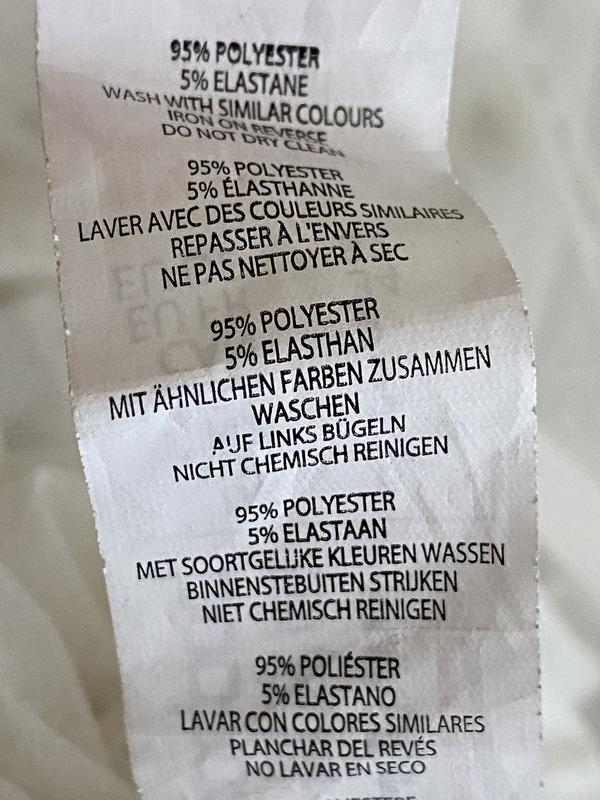 95% POLYESTER
5% ELASTANE
WASH WITH SIMILAR COLOURS
IRON ON REVERSE
DO NOT DRY CLEAN
95% POLYESTER
5% ÉLASTHANNE
LAVER AVEC DES COULEURS SIMILAIRES
REPASSER À L'ENVERS
NE PAS NETTOYER À SEC
95% POLYESTER
5% ELASTHAN
MIT ÄHNLICHEN FARBEN ZUSAMMEN
WASCHEN
AUF LINKS BÜGELN
NICHT CHEMISCH REINIGEN
95% POLYESTER
5% ELASTAAN
MET SOORTGELIJKE KLEUREN WASSEN
BINNENSTEBUITEN STRIJKEN
NIET CHEMISCH REINIGEN
95% POLIÉSTER
5% ELASTANO
LAVAR CON COLORES SIMILARES
PLANCHAR DEL REVÉS
NO LAVAR EN SECO